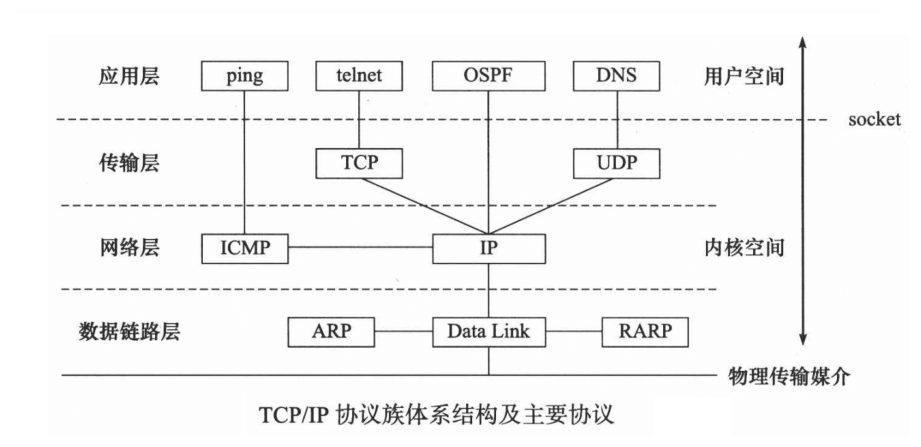 应用层 ping telnet OSPF DNS 用户空间
socket
传输层 TCP UDP
网络层 ICMP IP 内核空间
数据链路层 ARP Data Link RARP
物理传输媒介
TCP/IP 协议族体系结构及主要协议